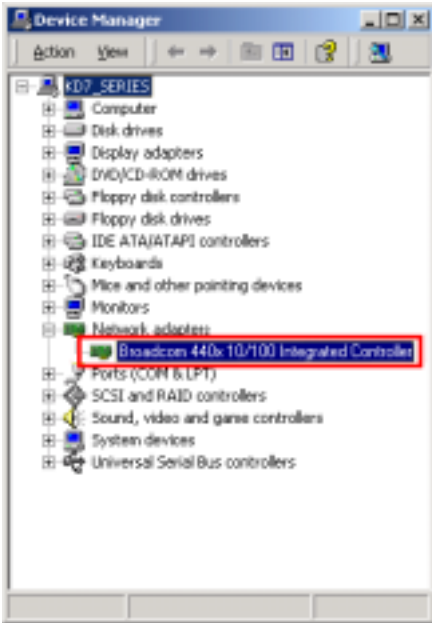 Device Manager
Action View
KD7_SERIES
Computer
Disk drives
Display adapters
DVD/CD-ROM drives
Floppy disk controllers
Floppy disk drives
IDE ATA/ATAPI controllers
Keyboards
Mice and other pointing devices
Monitors
Network adapters
Broadcom 440x 10/100 Integrated Controller
Ports (COM & LPT)
SCSI and RAID controllers
Sound, video and game controllers
System devices
Universal Serial Bus controllers